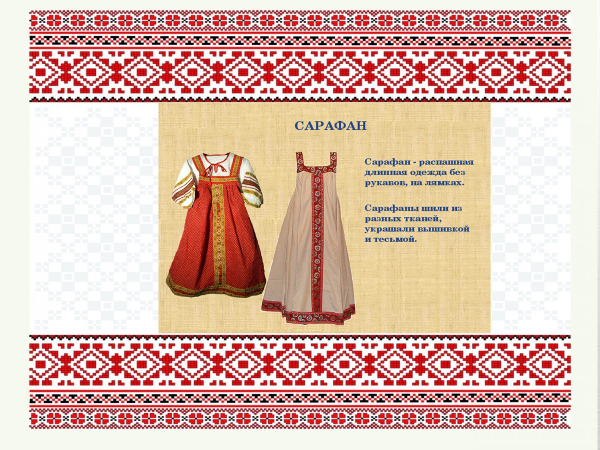 САРАФАН
Сарафан - распашная
длинная одежда без
рукавов, на лямках.
Сарафаны шили из
разных тканей,
украшали вышивкой
и тесьмой.